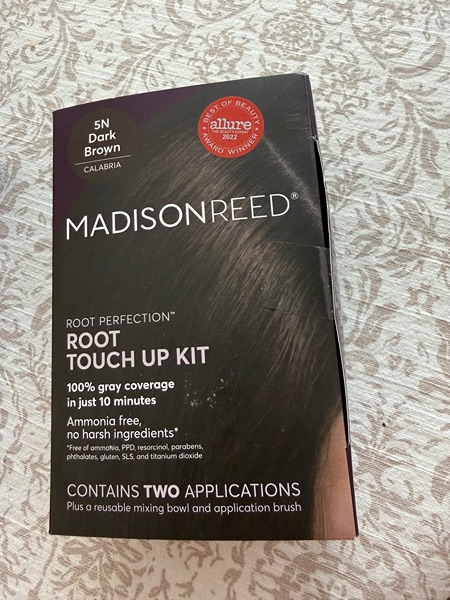 5N
Dark
Brown
CALABRIA
BEST OF BEAUTY
allure
THE BEAUTY EXPERT
2022
AWARD WINNER
MADISONREED®
ROOT PERFECTION™
ROOT
TOUCH UP KIT
100% gray coverage
in just 10 minutes
Ammonia free,
no harsh ingredients*
*Free of ammonia, PPD, resorcinol, parabens,
phthalates, gluten, SLS, and titanium dioxide
CONTAINS TWO APPLICATIONS
Plus a reusable mixing bowl and application brush